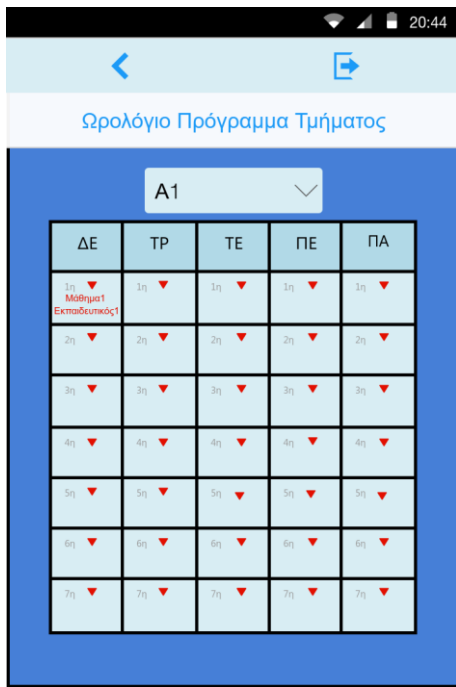 20:44
Ωρολόγιο Πρόγραμμα Τμήματος
A1
ΔΕ ΤΡ ΤΕ ΠΕ ΠΑ
1η 1η 1η 1η 1η
Μάθημα1
Εκπαιδευτικός1
2η 2η 2η 2η 2η
3η 3η 3η 3η 3η
4η 4η 4η 4η 4η
5η 5η 5η 5η 5η
6η 6η 6η 6η 6η
7η 7η 7η 7η 7η